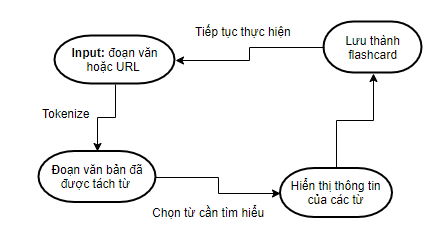 Tiếp tục thực hiện
Lưu thành
flashcard
Input: đoạn văn
hoặc URL
Tokenize
Đoạn văn bản đã
được tách từ
Chọn từ cần tìm hiểu
Hiển thị thông tin
của các từ